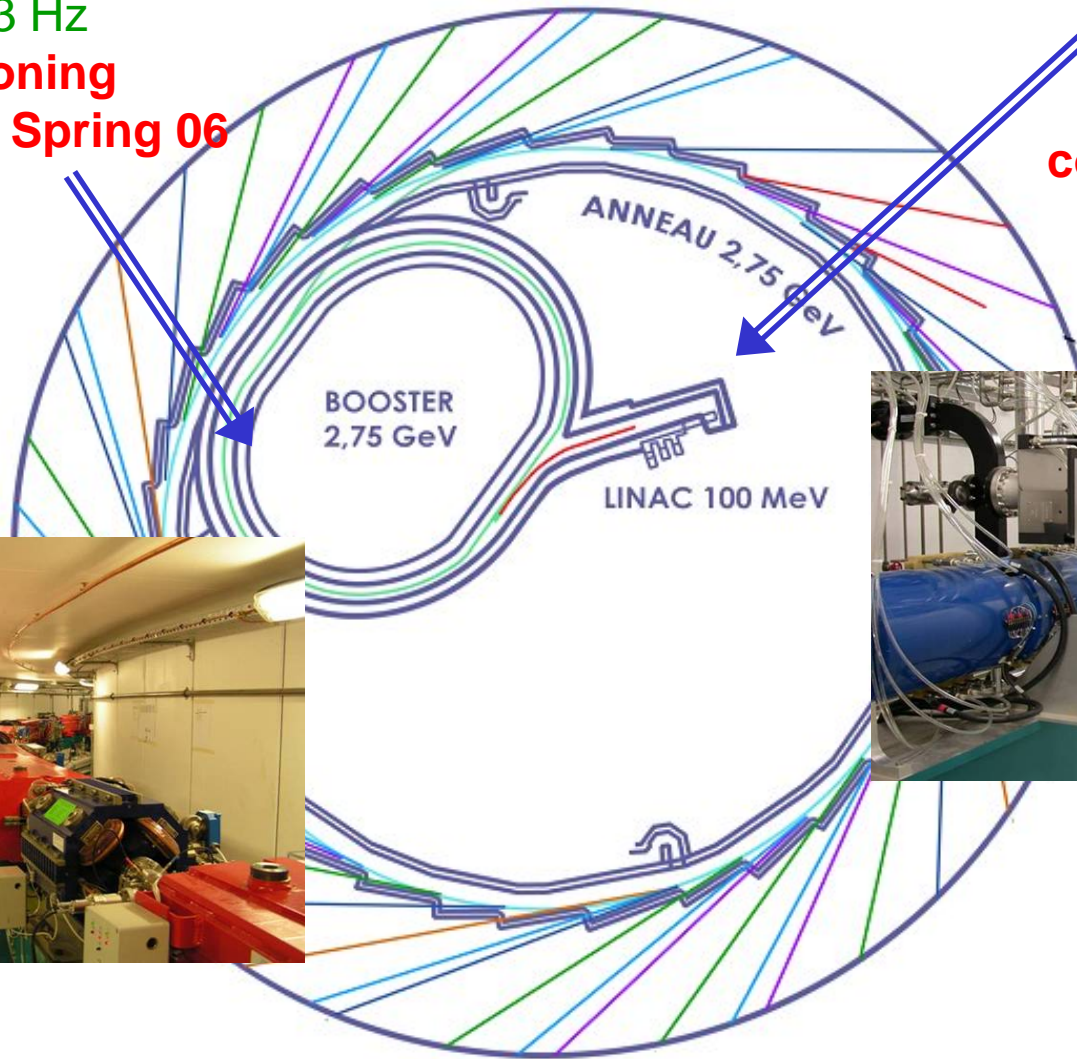 3 Hz
oning
Spring 06
ANNEAU 2,75 GeV
BOOSTER
2,75 GeV
LINAC 100 MeV